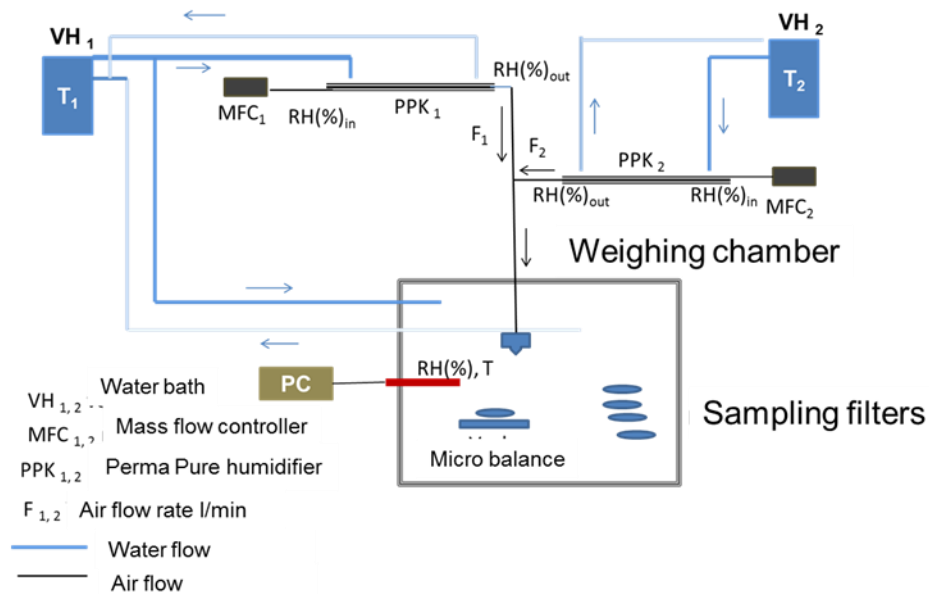 VH 1
T1
MFC1
RH(%)in
PPK 1
RH(%)out
F1
F2
VH 2
T2
PPK 2
RH(%)out
RH(%)in
MFC2
Weighing chamber
RH(%), T
PC
Micro balance
Sampling filters
VH 1, 2 Water bath
MFC 1, 2 Mass flow controller
PPK 1, 2 Perma Pure humidifier
F 1, 2 Air flow rate l/min
Water flow
Air flow